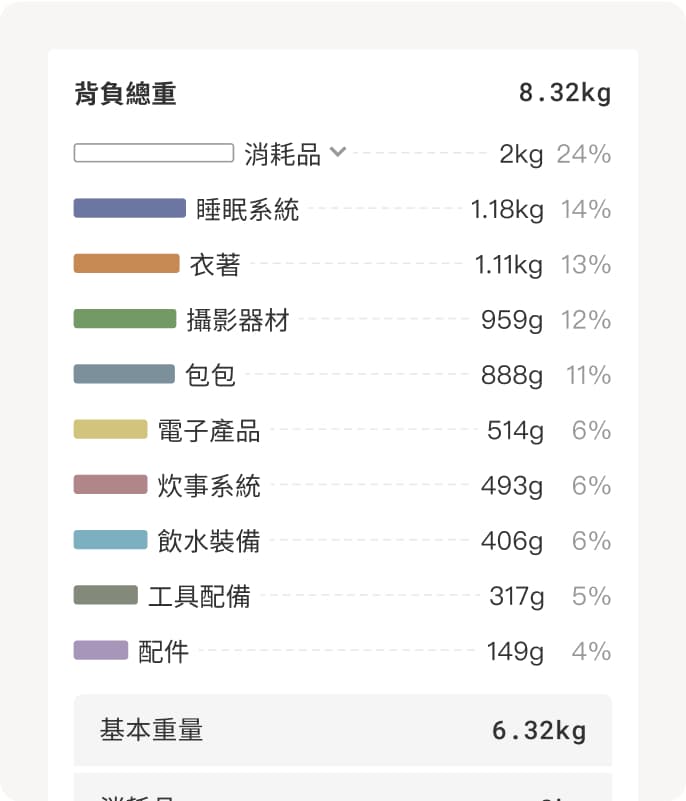 背負總重 8.32kg
消耗品 2kg 24%
睡眠系統 1.18kg 14%
衣著 1.11kg 13%
攝影器材 959g 12%
包包 888g 11%
電子產品 514g 6%
炊事系統 493g 6%
飲水裝備 406g 6%
工具配備 317g 5%
配件 149g 4%
基本重量 6.32kg